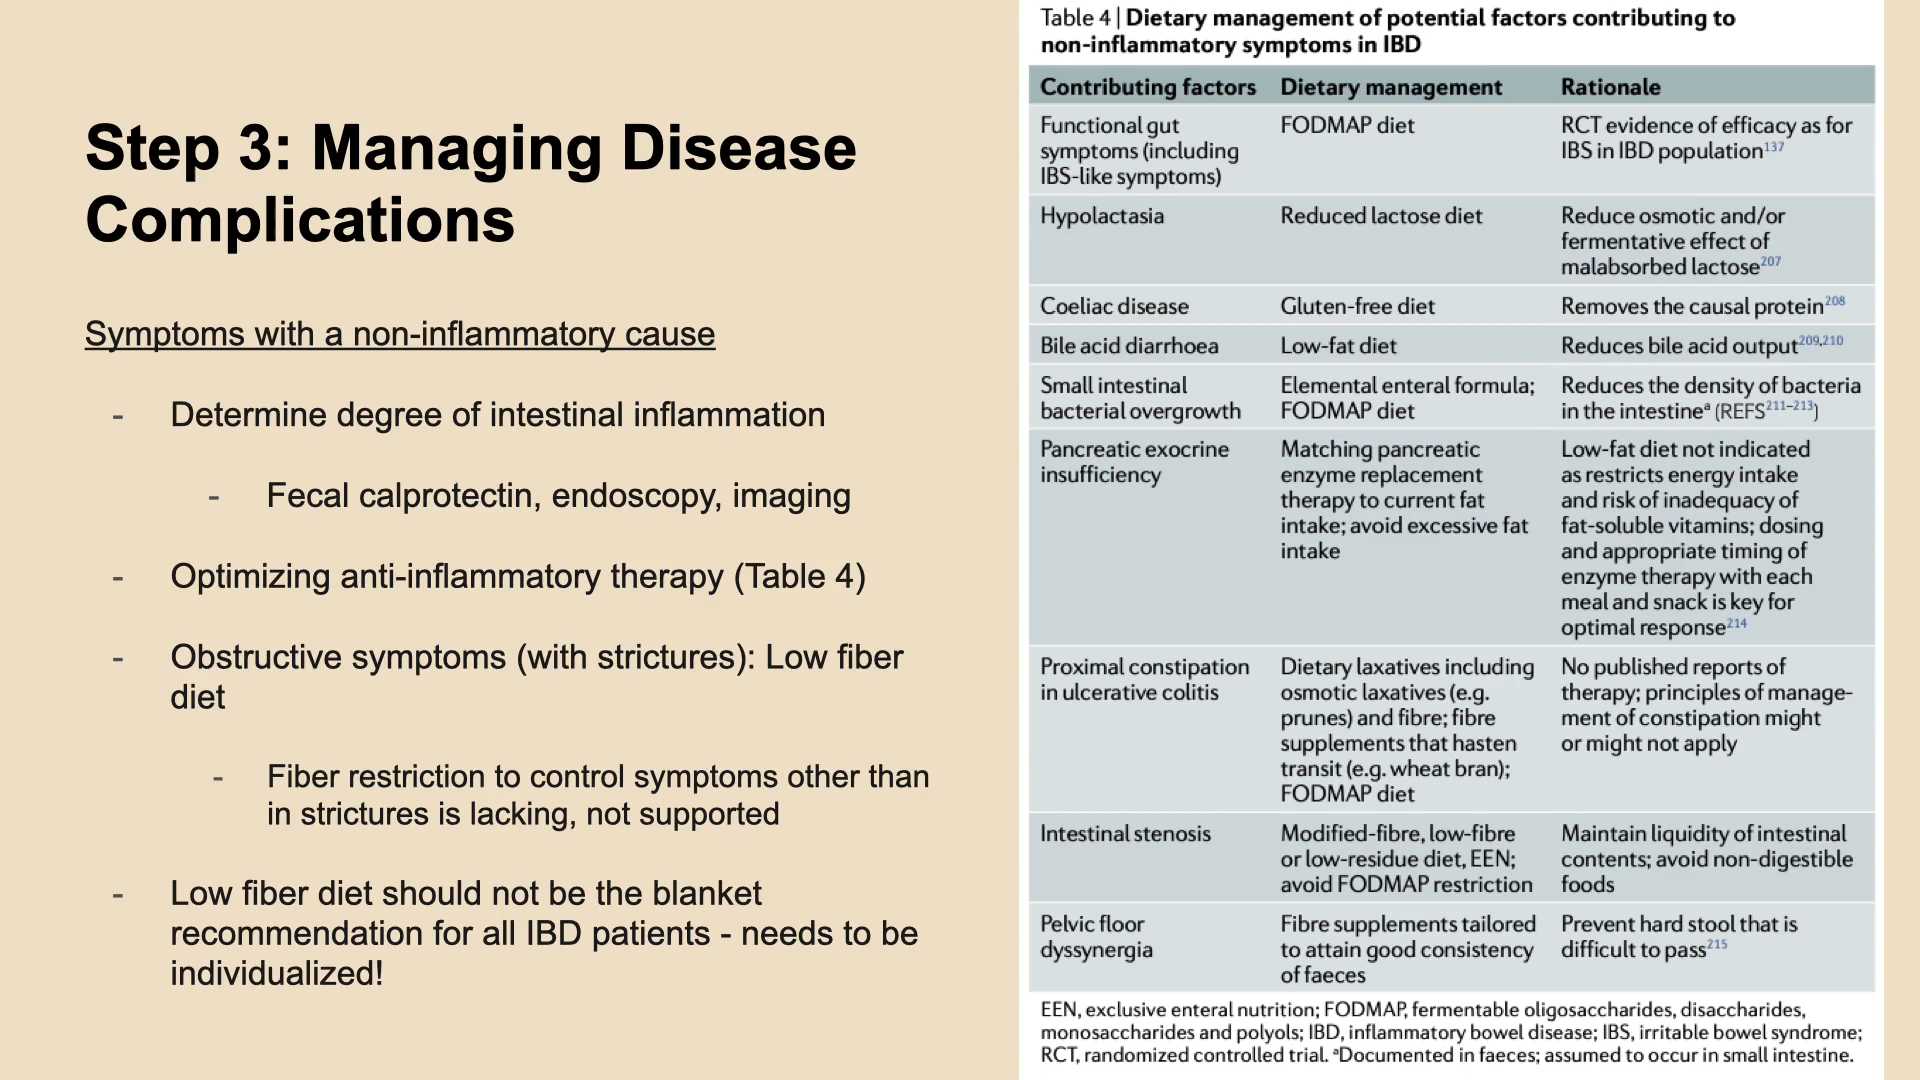 Step 3: Managing Disease
Complications
Symptoms with a non-inflammatory cause
- Determine degree of intestinal inflammation
- Fecal calprotectin, endoscopy, imaging
- Optimizing anti-inflammatory therapy (Table 4)
- Obstructive symptoms (with strictures): Low fiber
diet
- Fiber restriction to control symptoms other than
in strictures is lacking, not supported
- Low fiber diet should not be the blanket
recommendation for all IBD patients - needs to be
individualized!
Table 4 | Dietary management of potential factors contributing to
non-inflammatory symptoms in IBD
Contributing factors Dietary management Rationale
Functional gut FODMAP diet RCT evidence of efficacy as for
symptoms (including IBS in IBD population137
IBS-like symptoms)
Hypolactasia Reduced lactose diet Reduce osmotic and/or
fermentative effect of
malabsorbed lactose207
Coeliac disease Gluten-free diet Removes the causal protein208
Bile acid diarrhoea Low-fat diet Reduces bile acid output209,210
Small intestinal Elemental enteral formula; Reduces the density of bacteria
bacterial overgrowth FODMAP diet in the intestineᵃ (REFS211–213)
Pancreatic exocrine Matching pancreatic Low-fat diet not indicated
insufficiency enzyme replacement as restricts energy intake
therapy to current fat and risk of inadequacy of
intake; avoid excessive fat fat-soluble vitamins; dosing
intake and appropriate timing of
enzyme therapy with each
meal and snack is key for
optimal response214
Proximal constipation Dietary laxatives including No published reports of
in ulcerative colitis osmotic laxatives (e.g. therapy; principles of manage-
prunes) and fibre; fibre ment of constipation might
supplements that hasten or might not apply
transit (e.g. wheat bran);
FODMAP diet
Intestinal stenosis Modified-fibre, low-fibre Maintain liquidity of intestinal
or low-residue diet, EEN; contents; avoid non-digestible
avoid FODMAP restriction foods
Pelvic floor Fibre supplements tailored Prevent hard stool that is
dyssynergia to attain good consistency difficult to pass215
of faeces
EEN, exclusive enteral nutrition; FODMAP, fermentable oligosaccharides, disaccharides,
monosaccharides and polyols; IBD, inflammatory bowel disease; IBS, irritable bowel syndrome;
RCT, randomized controlled trial. ᵃDocumented in faeces; assumed to occur in small intestine.